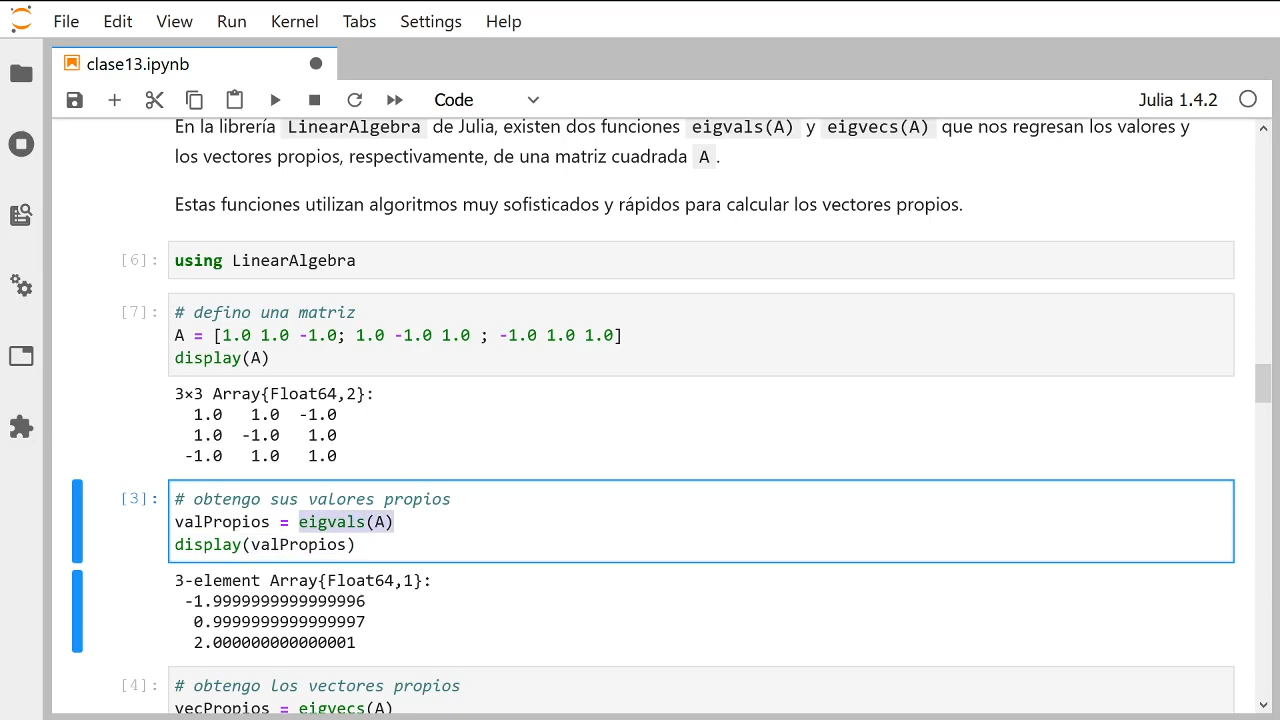 File Edit View Run Kernel Tabs Settings Help
clase13.ipynb
Code Julia 1.4.2
En la librería LinearAlgebra de Julia, existen dos funciones eigvals(A) y eigvecs(A) que nos regresan los valores y
los vectores propios, respectivamente, de una matriz cuadrada A .
Estas funciones utilizan algoritmos muy sofisticados y rápidos para calcular los vectores propios.
[6]: using LinearAlgebra
[7]: # defino una matriz
A = [1.0 1.0 -1.0; 1.0 -1.0 1.0 ; -1.0 1.0 1.0]
display(A)
3×3 Array{Float64,2}:
1.0 1.0 -1.0
1.0 -1.0 1.0
-1.0 1.0 1.0
[3]: # obtengo sus valores propios
valPropios = eigvals(A)
display(valPropios)
3-element Array{Float64,1}:
-1.9999999999999996
0.9999999999999997
2.000000000000001
[4]: # obtengo los vectores propios
vecPropios = eigvecs(A)